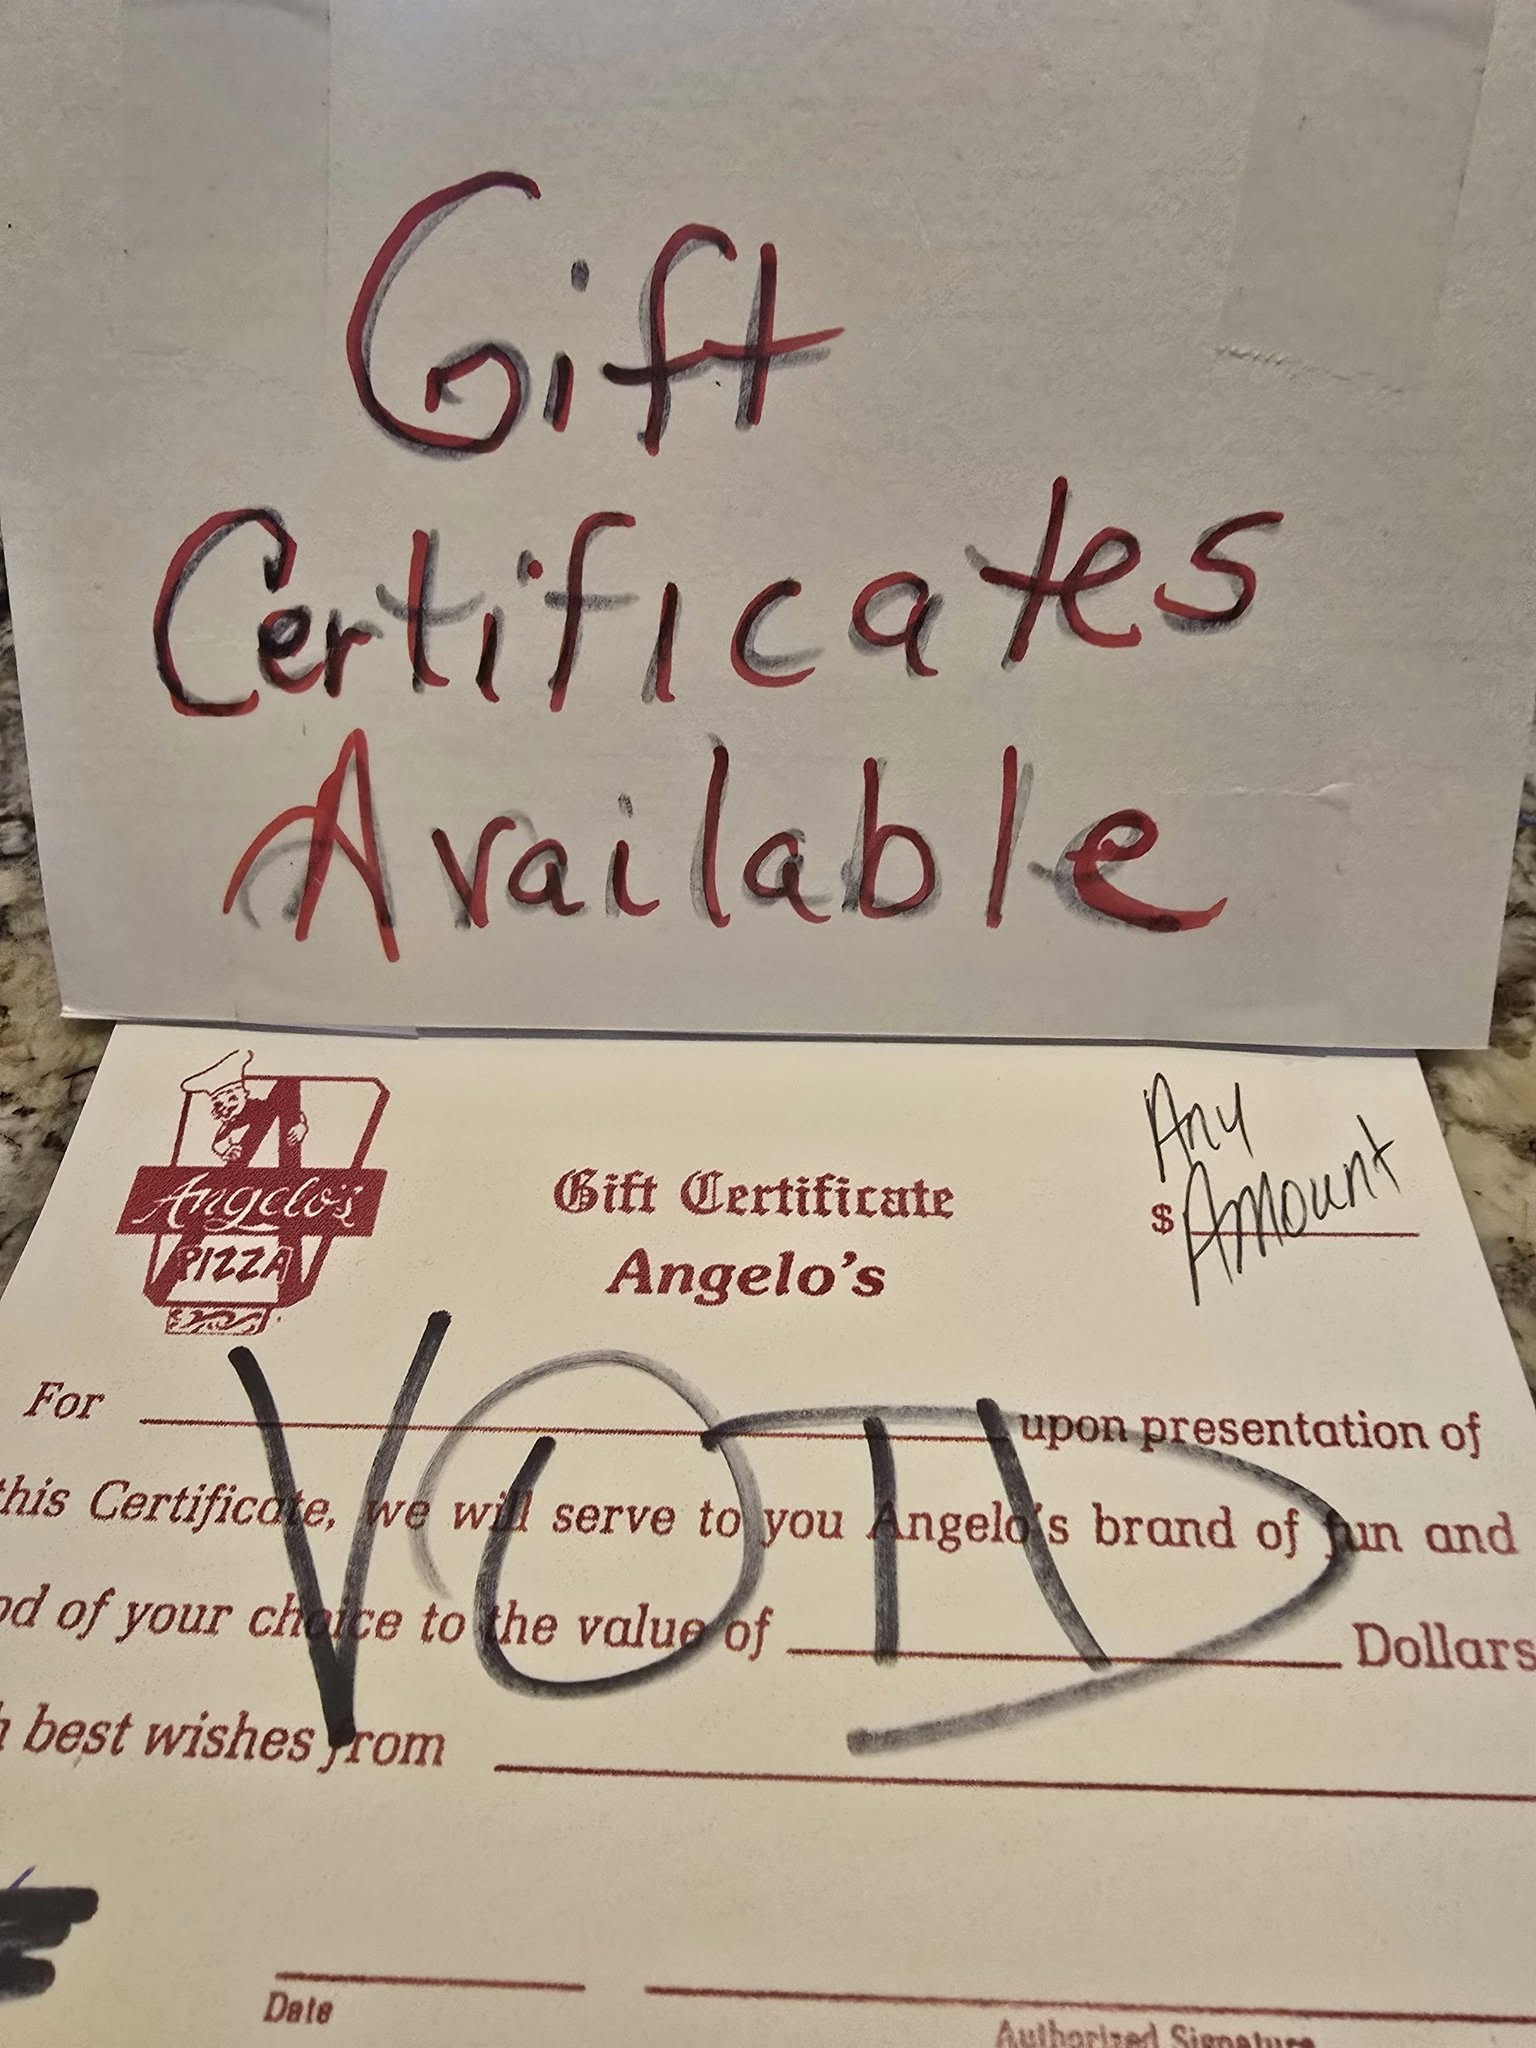 Gift
Certificates
Available
Angelo's
PIZZA
Any
Amount
Gift Certificate
$
Angelo's
VOID
For upon presentation of
this Certificate, we will serve to you Angelo's brand of fun and
of your choice to the value of Dollars
best wishes from
Date
Authorized Signature